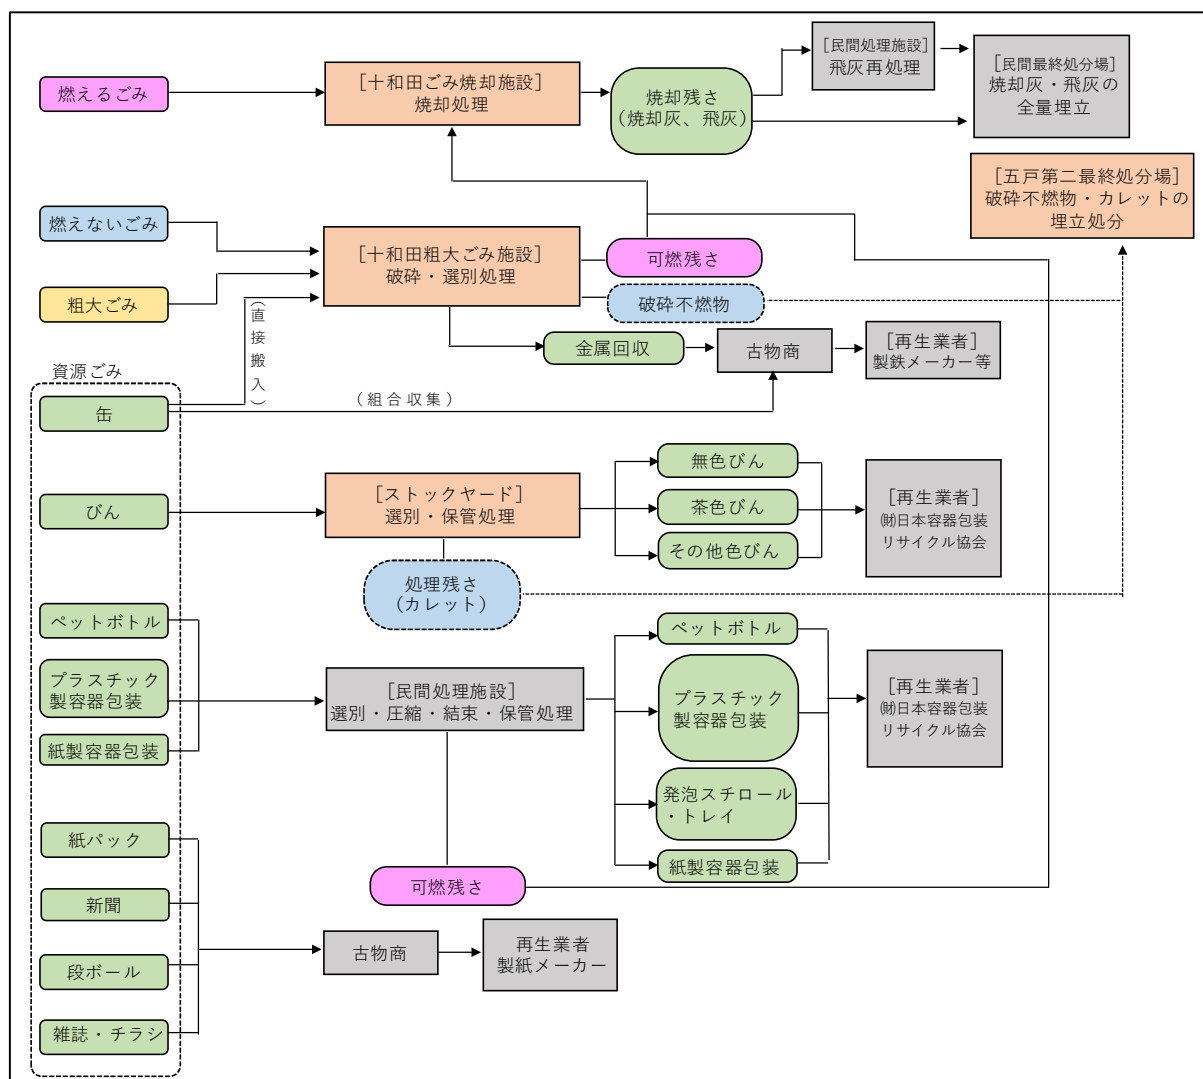 燃えるごみ
[十和田ごみ焼却施設]
焼却処理
焼却残さ
(焼却灰、飛灰)
[民間処理施設]
飛灰再処理
[民間最終処分場]
焼却灰・飛灰の
全量埋立
[五戸第二最終処分場]
破砕不燃物・カレットの
埋立処分
燃えないごみ
粗大ごみ
[十和田粗大ごみ施設]
破砕・選別処理
可燃残さ
破砕不燃物
金属回収
古物商
[再生業者]
製鉄メーカー等
(直接搬入)
(組合収集)
資源ごみ
缶
びん
[ストックヤード]
選別・保管処理
無色びん
茶色びん
その他色びん
[再生業者]
㈶日本容器包装
リサイクル協会
処理残さ
(カレット)
ペットボトル
プラスチック
製容器包装
紙製容器包装
[民間処理施設]
選別・圧縮・結束・保管処理
ペットボトル
プラスチック
製容器包装
発泡スチロール
・トレイ
紙製容器包装
[再生業者]
㈶日本容器包装
リサイクル協会
可燃残さ
紙パック
新聞
段ボール
雑誌・チラシ
古物商
再生業者
製紙メーカー